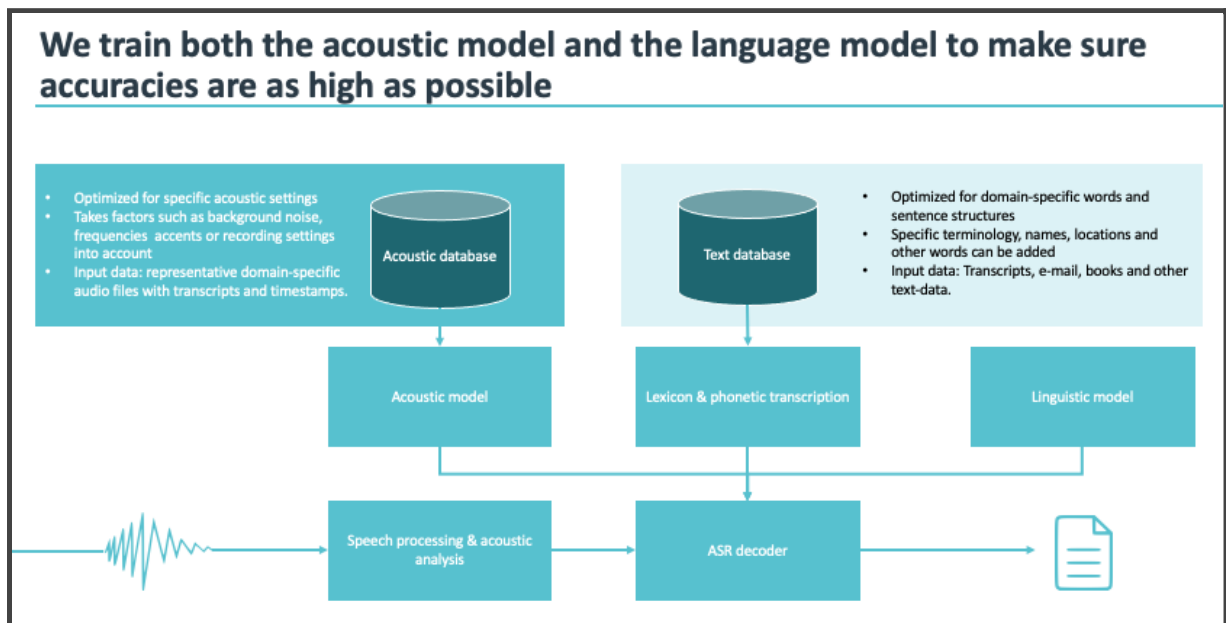 We train both the acoustic model and the language model to make sure
accuracies are as high as possible
• Optimized for specific acoustic settings
• Takes factors such as background noise,
frequencies accents or recording settings
into account
• Input data: representative domain-specific
audio files with transcripts and timestamps.
Acoustic database
Text database
• Optimized for domain-specific words and
sentence structures
• Specific terminology, names, locations and
other words can be added
• Input data: Transcripts, e-mail, books and other
text-data.
Acoustic model
Lexicon & phonetic transcription
Linguistic model
Speech processing & acoustic
analysis
ASR decoder